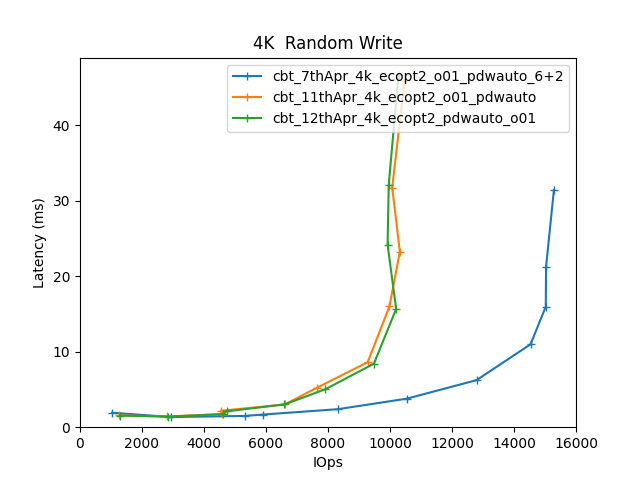 4K  Random Write
cbt_7thApr_4k_ecopt2_o01_pdwauto_6+2
cbt_11thApr_4k_ecopt2_o01_pdwauto
cbt_12thApr_4k_ecopt2_pdwauto_o01
Latency (ms)
40
30
20
10
0
0 2000 4000 6000 8000 10000 12000 14000 16000
IOps